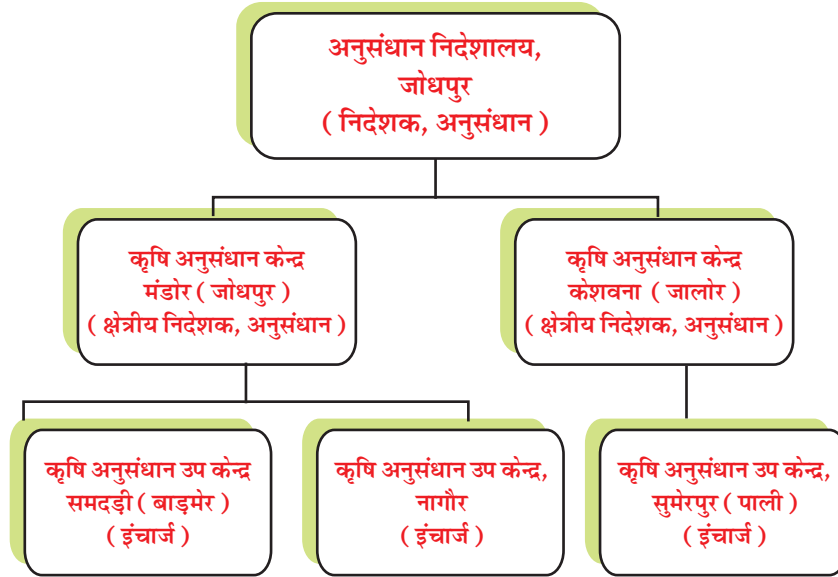 अनुसंधान निदेशालय,
जोधपुर
( निदेशक, अनुसंधान )
कृषि अनुसंधान केन्द्र
मंडोर ( जोधपुर )
( क्षेत्रीय निदेशक, अनुसंधान )
कृषि अनुसंधान केन्द्र
केशवना ( जालोर )
( क्षेत्रीय निदेशक, अनुसंधान )
कृषि अनुसंधान उप केन्द्र
समदड़ी ( बाड़मेर )
( इंचार्ज )
कृषि अनुसंधान उप केन्द्र,
नागौर
( इंचार्ज )
कृषि अनुसंधान उप केन्द्र,
सुमेरपुर ( पाली )
( इंचार्ज )